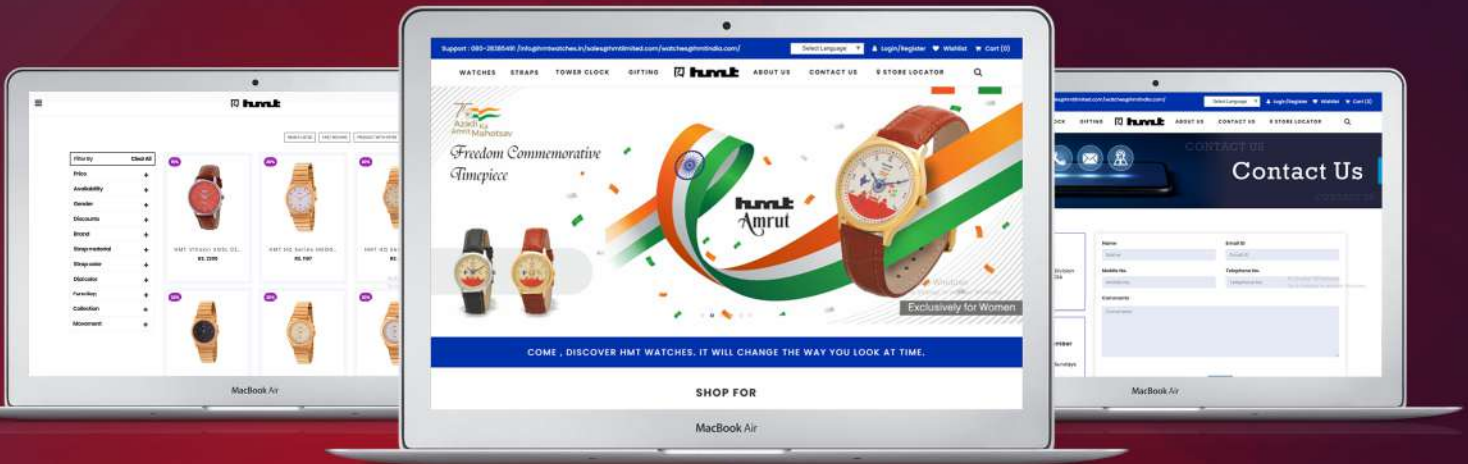 hmt
Filter By Clear All
Price +
Availability +
Gender +
Discounts +
Brand +
Strap material +
Strap color +
Dial color +
Function +
Collection +
Movement +
MacBook Air
Support : 080-28385491 /info@hmtwatches.in/sales@hmtlimited.com/watches@hmtindia.com/
Select Language ▼
Login/Register
Wishlist
Cart (0)
WATCHES STRAPS TOWER CLOCK GIFTING hmt ABOUT US CONTACT US STORE LOCATOR
Azadi Ka
Amrit Mahotsav
Freedom Commemorative
Timepiece
hmt
Amrut
Exclusively for Women
COME , DISCOVER HMT WATCHES. IT WILL CHANGE THE WAY YOU LOOK AT TIME.
SHOP FOR
MacBook Air
Select Language ▼
Login/Register
Wishlist
Cart (0)
GIFTING hmt ABOUT US CONTACT US STORE LOCATOR
CONTACT US
Contact Us
Name
Email ID
Mobile No.
Telephone No.
Comments
Division
Sundays
MacBook Air